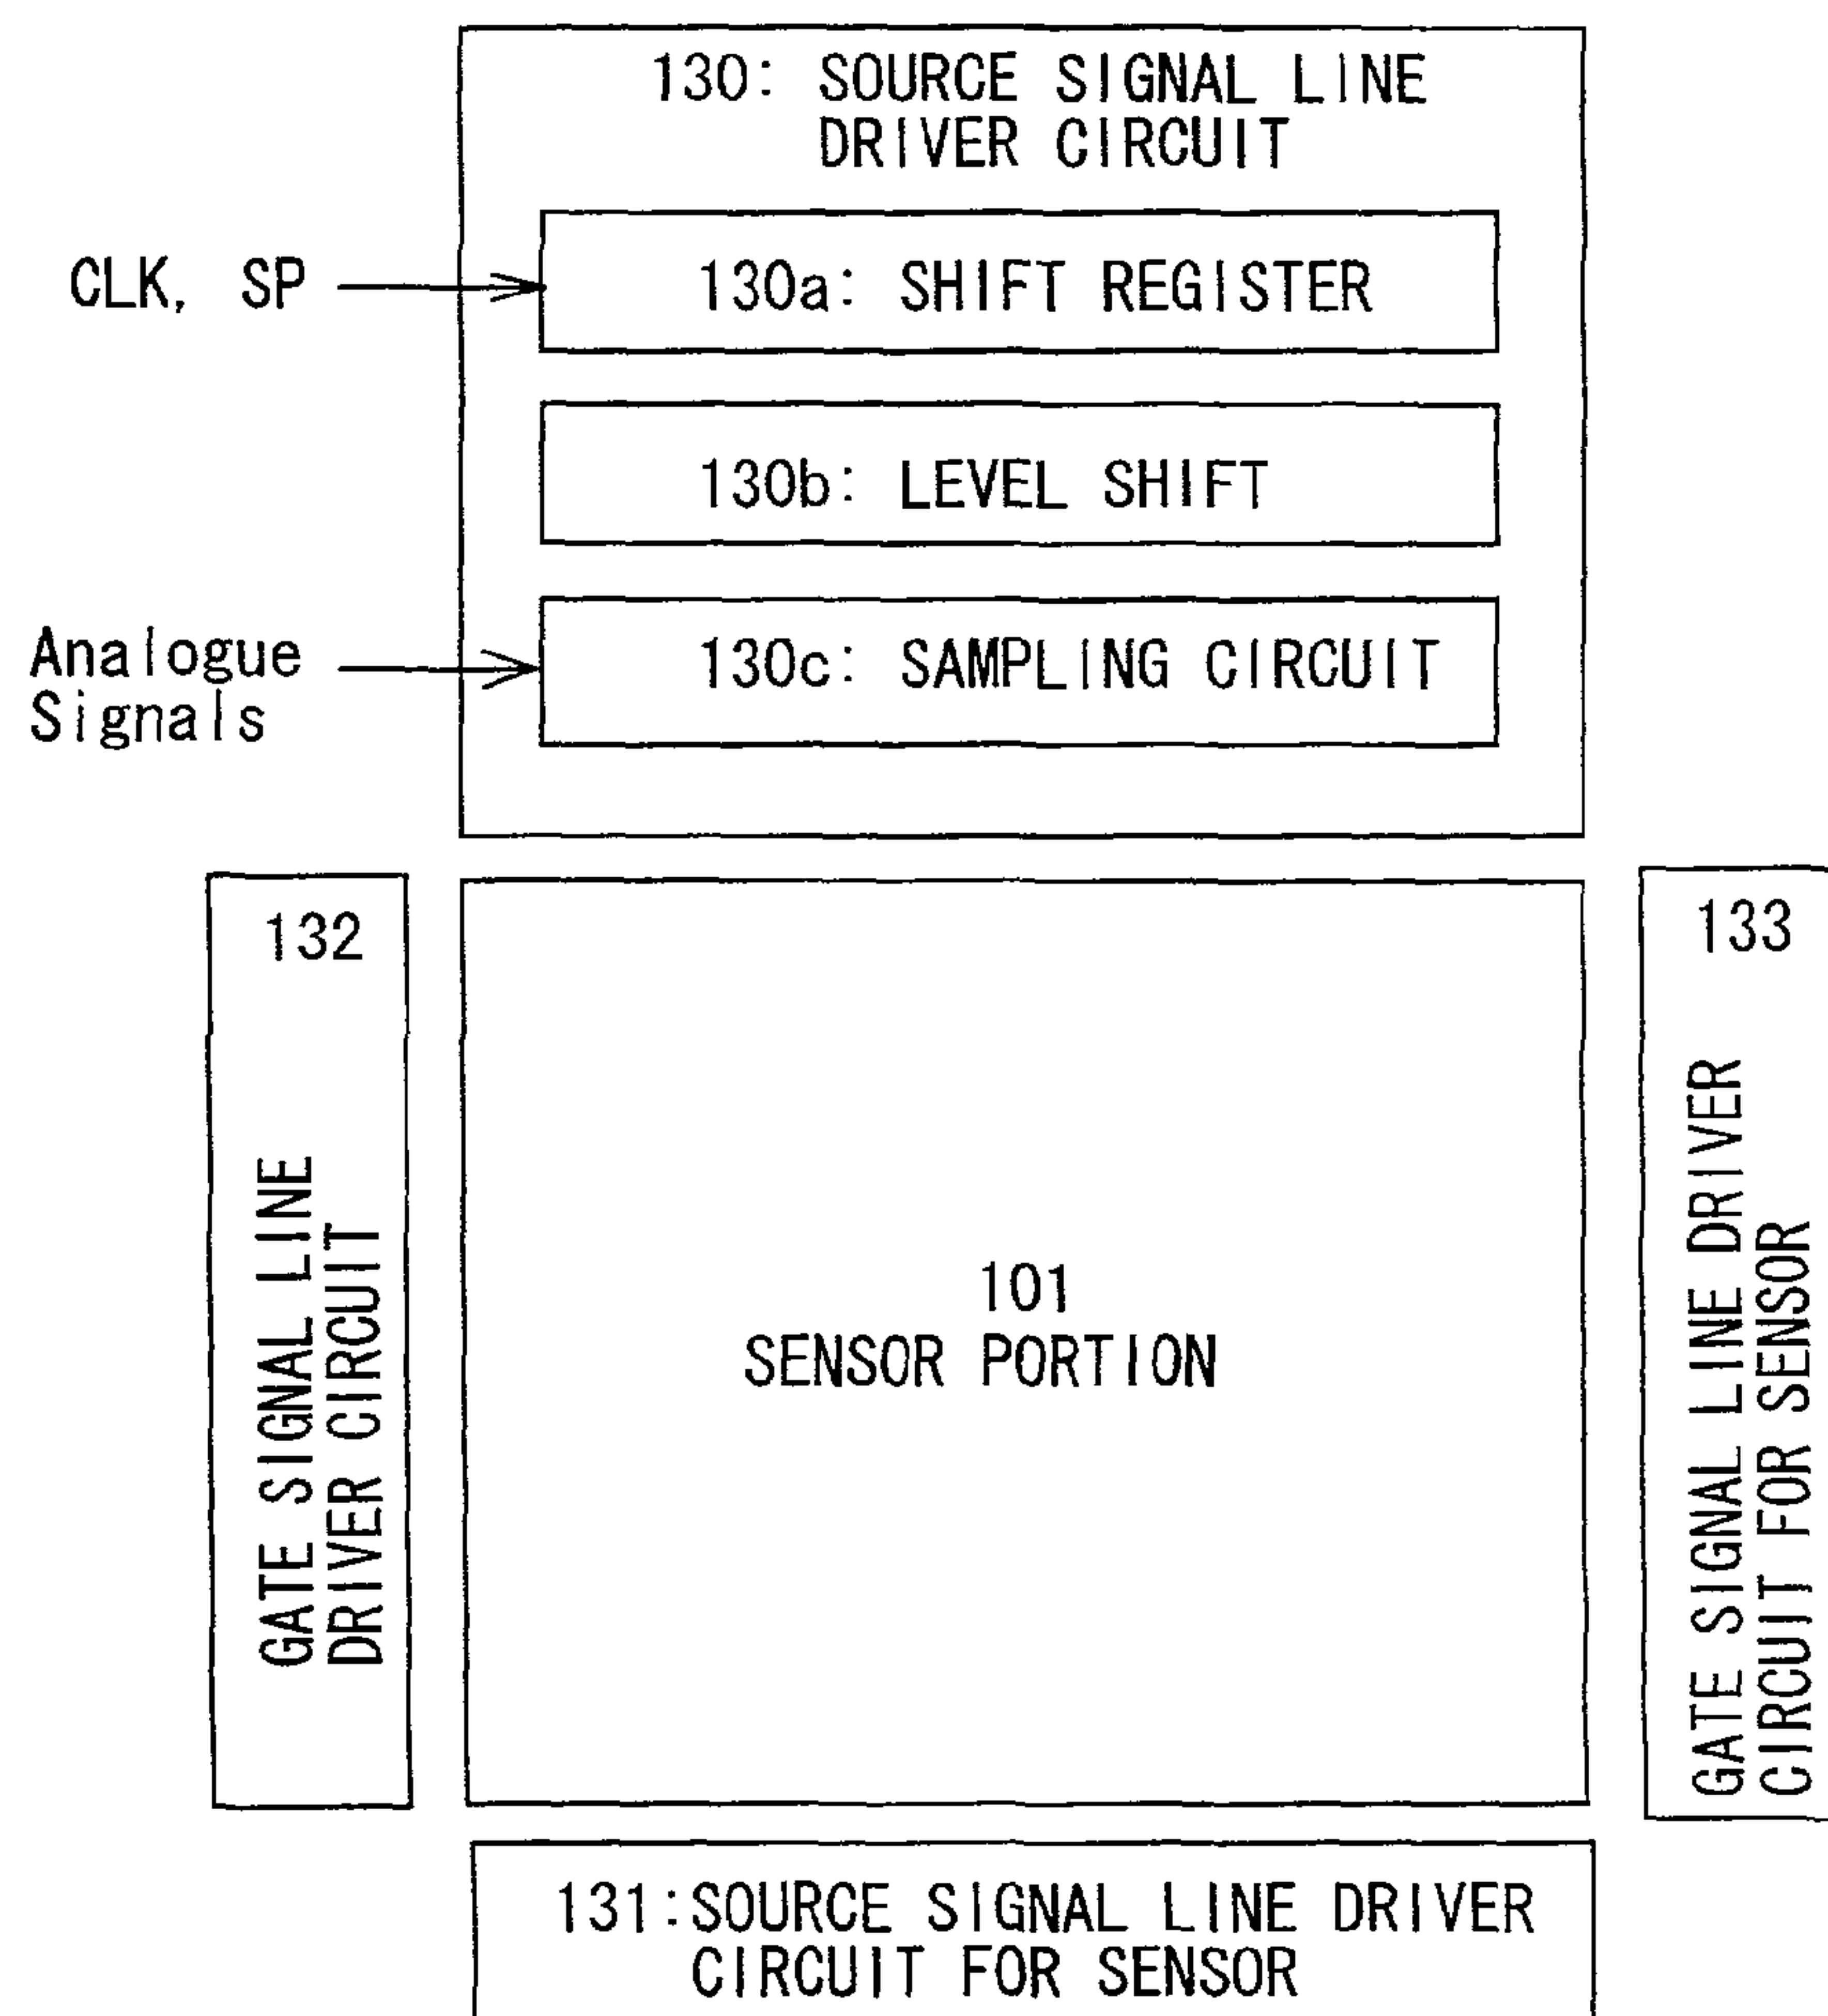 130: SOURCE SIGNAL LINE
DRIVER CIRCUIT
CLK, SP
130a: SHIFT REGISTER
130b: LEVEL SHIFT
Analogue
Signals
130c: SAMPLING CIRCUIT
132
GATE SIGNAL LINE
DRIVER CIRCUIT
101
SENSOR PORTION
133
GATE SIGNAL LINE DRIVER
CIRCUIT FOR SENSOR
131:SOURCE SIGNAL LINE DRIVER
CIRCUIT FOR SENSOR